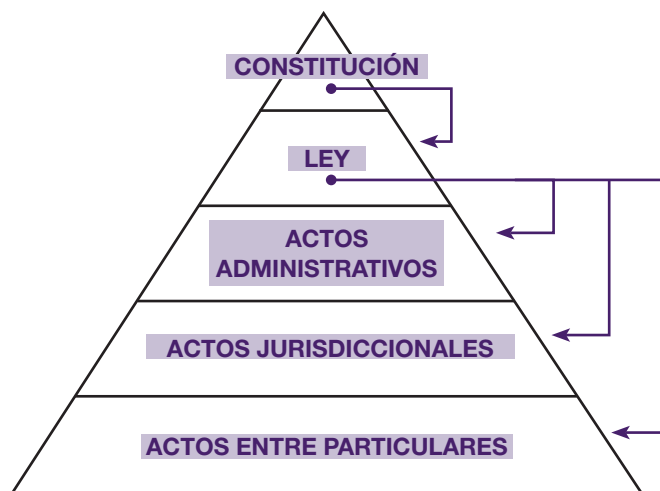 CONSTITUCIÓN
LEY
ACTOS
ADMINISTRATIVOS
ACTOS JURISDICCIONALES
ACTOS ENTRE PARTICULARES